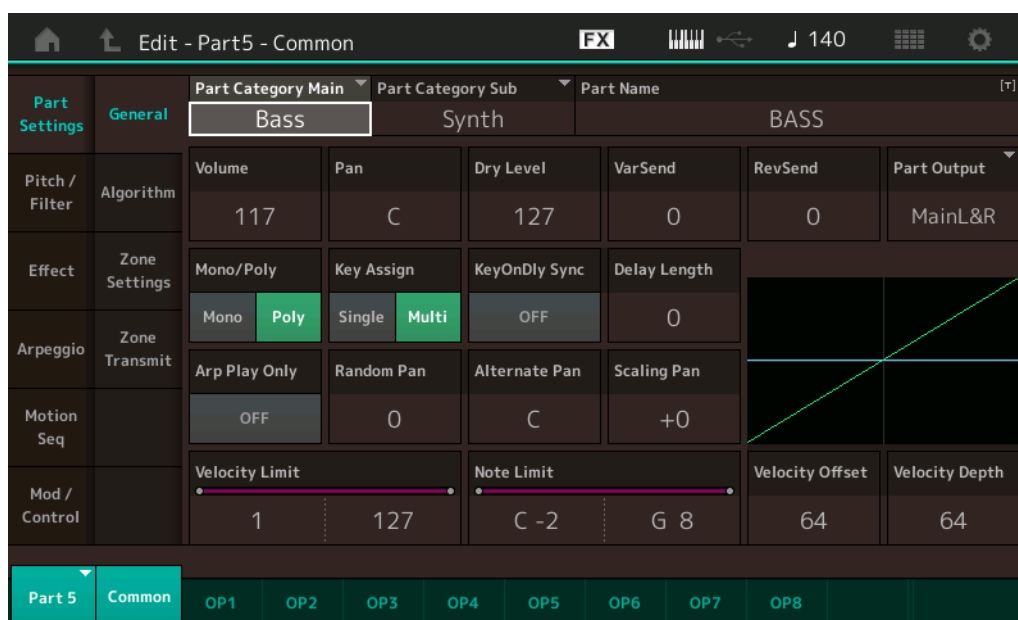 Edit - Part5 - Common
FX
♩ 140
Part Settings
Pitch / Filter
Effect
Arpeggio
Motion Seq
Mod / Control
General
Algorithm
Zone Settings
Zone Transmit
Part Category Main
Bass
Part Category Sub
Synth
Part Name
[T]
BASS
Volume
117
Pan
C
Dry Level
127
VarSend
0
RevSend
0
Part Output
MainL&R
Mono/Poly
Mono Poly
Key Assign
Single Multi
KeyOnDly Sync
OFF
Delay Length
0
Arp Play Only
OFF
Random Pan
0
Alternate Pan
C
Scaling Pan
+0
Velocity Limit
1 127
Note Limit
C -2 G 8
Velocity Offset
64
Velocity Depth
64
Part 5 Common OP1 OP2 OP3 OP4 OP5 OP6 OP7 OP8